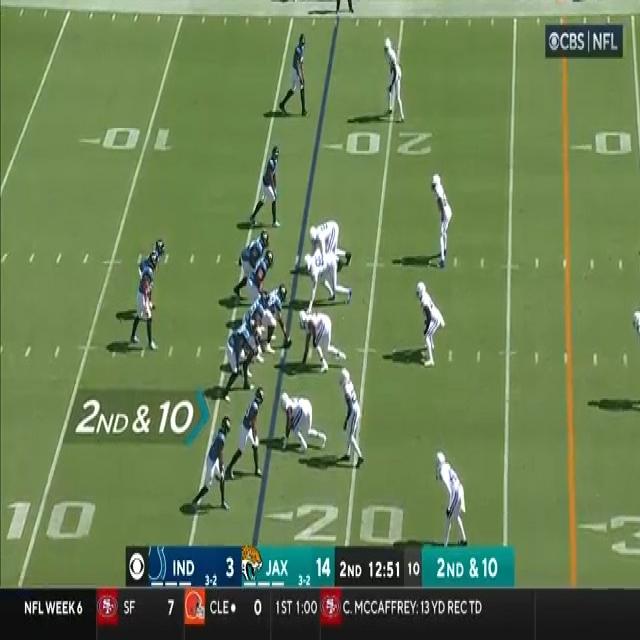 CBS | NFL
10 20 0
2ND & 10
10 20 3
IND 3-2 3 JAX 3-2 14 2ND 12:51 10 2ND & 10
NFL WEEK 6 SF 7 CLE 0 1ST 1:00 C. MCCAFFREY: 13 YD REC TD